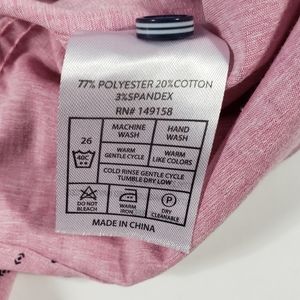 77% POLYESTER 20%COTTON
3%SPANDEX
RN# 149158
26
40C
MACHINE WASH
HAND WASH
WARM GENTLE CYCLE
WARM LIKE COLORS
COLD RINSE GENTLE CYCLE
TUMBLE DRY LOW
DO NOT BLEACH
WARM IRON
P
DRY CLEANABLE
MADE IN CHINA